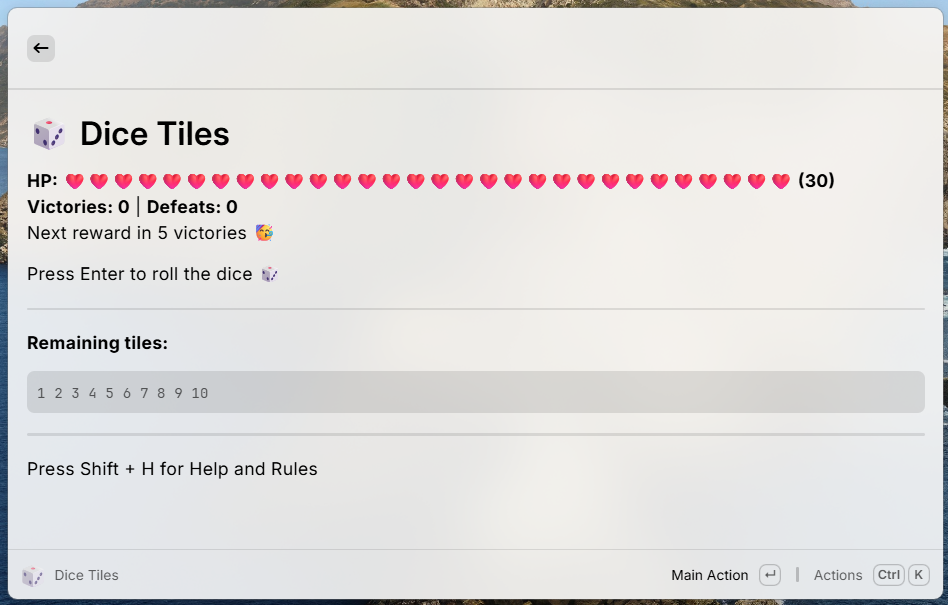 Dice Tiles
HP: (30)
Victories: 0 | Defeats: 0
Next reward in 5 victories
Press Enter to roll the dice
Remaining tiles:
1 2 3 4 5 6 7 8 9 10
Press Shift + H for Help and Rules
Dice Tiles
Main Action
Actions Ctrl K